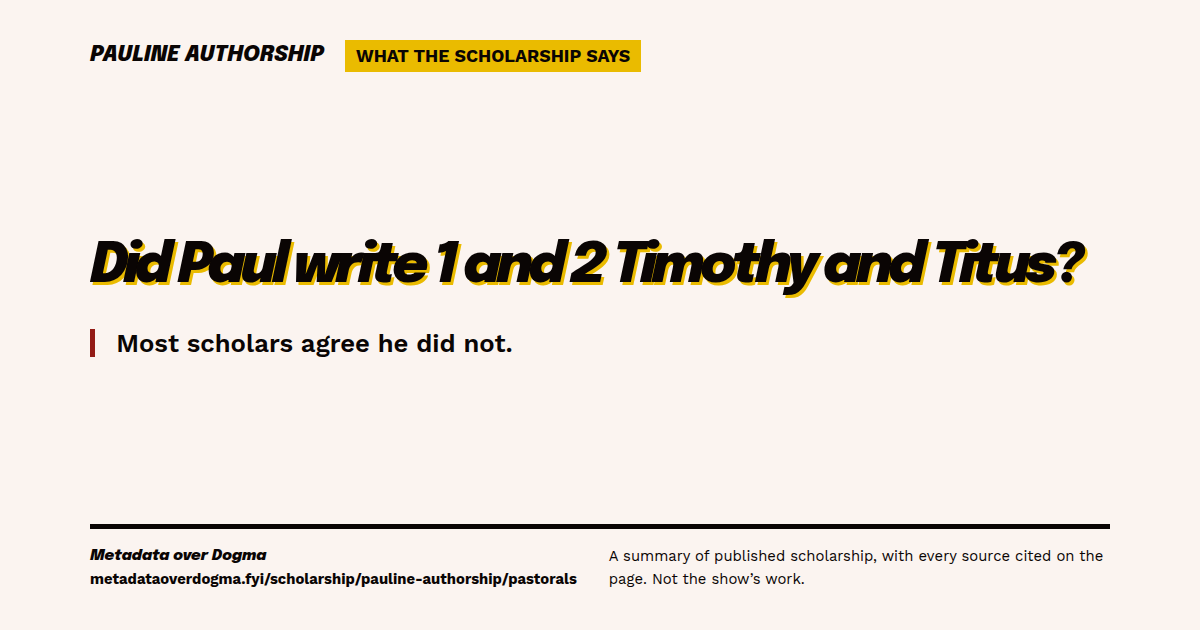 PAULINE AUTHORSHIP
WHAT THE SCHOLARSHIP SAYS
Did Paul write 1 and 2 Timothy and Titus?
Most scholars agree he did not.
Metadata over Dogma
metadataoverdogma.fyi/scholarship/pauline-authorship/pastorals
A summary of published scholarship, with every source cited on the
page. Not the show’s work.